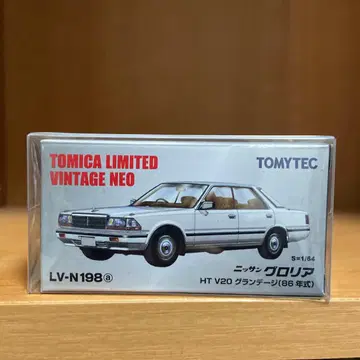 TOMICA LIMITED
VINTAGE NEO
TOMYTEC
S=1/64
LV-N198ⓐ
ニッサン グロリア
HT V20 グランデージ(86年式)